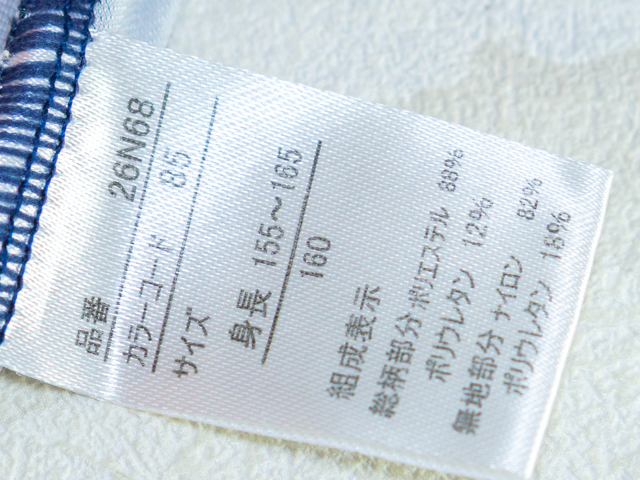 品番 26N68
カラーコード 85
サイズ
身長 155～165
160
組成表示
総柄部分 ポリエステル 88%
ポリウレタン 12%
無地部分 ナイロン 82%
ポリウレタン 18%